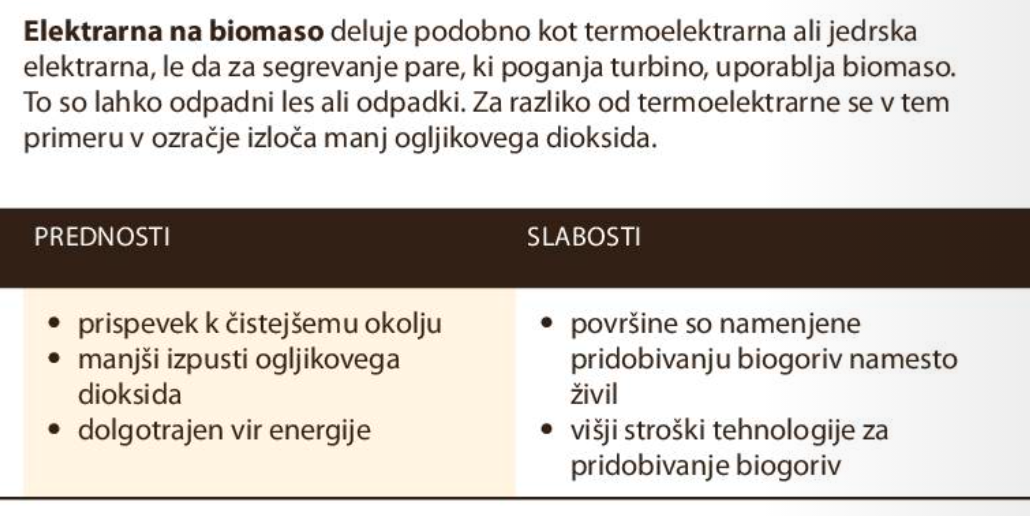 Elektrarna na biomaso deluje podobno kot termoelektrarna ali jedrska
elektrarna, le da za segrevanje pare, ki poganja turbino, uporablja biomaso.
To so lahko odpadni les ali odpadki. Za razliko od termoelektrarne se v tem
primeru v ozračje izloča manj ogljikovega dioksida.
PREDNOSTI
SLABOSTI
• prispevek k čistejšemu okolju
• manjši izpusti ogljikovega
dioksida
• dolgotrajen vir energije
• površine so namenjene
pridobivanju biogoriv namesto
živil
• višji stroški tehnologije za
pridobivanje biogoriv